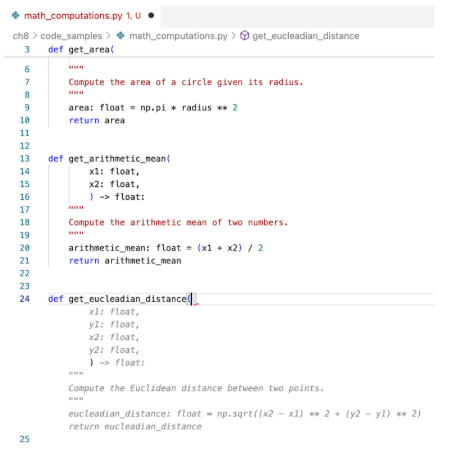 math_computations.py 1, U
ch8 > code_samples > math_computations.py > get_eucleadian_distance
3 def get_area(
6 """
7 Compute the area of a circle given its radius.
8 """
9 area: float = np.pi * radius ** 2
10 return area
11
12
13 def get_arithmetic_mean(
14 x1: float,
15 x2: float,
16 ) -> float:
17 """
18 Compute the arithmetic mean of two numbers.
19 """
20 arithmetic_mean: float = (x1 + x2) / 2
21 return arithmetic_mean
22
23
24 def get_eucleadian_distance(
x1: float,
y1: float,
x2: float,
y2: float,
) -> float:
"""
Compute the Euclidean distance between two points.
"""
eucleadian_distance: float = np.sqrt((x2 - x1) ** 2 + (y2 - y1) ** 2)
return eucleadian_distance
25